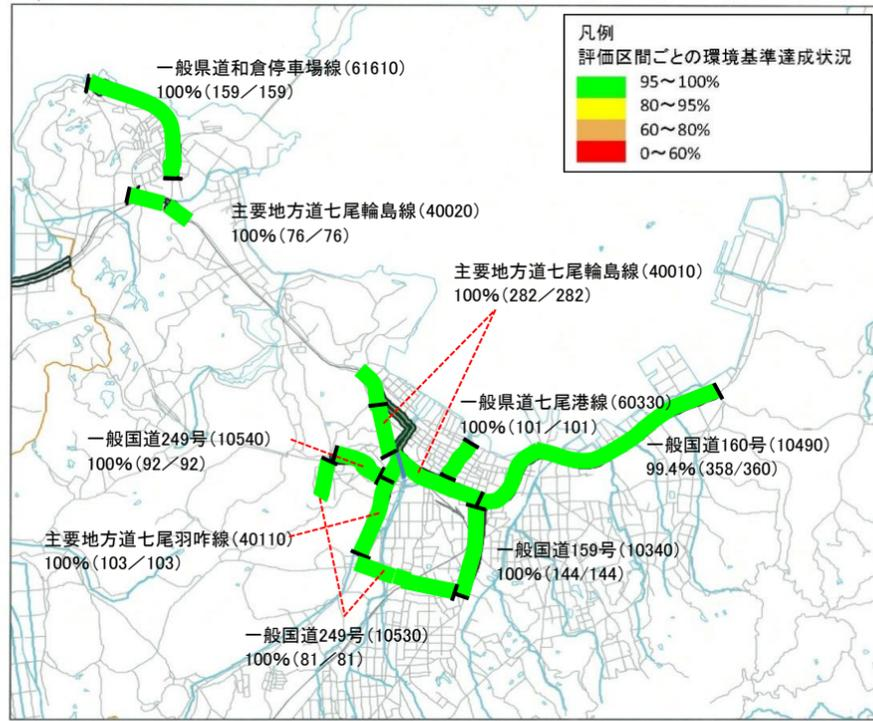 凡例
評価区間ごとの環境基準達成状況
95～100%
80～95%
60～80%
0～60%
一般県道和倉停車場線(61610)
100%(159／159)
主要地方道七尾輪島線(40020)
100%(76／76)
主要地方道七尾輪島線(40010)
100%(282／282)
一般県道七尾港線(60330)
100%(101／101)
一般国道160号(10490)
99.4%(358/360)
一般国道249号(10540)
100%(92／92)
主要地方道七尾羽咋線(40110)
100%(103／103)
一般国道159号(10340)
100%(144/144)
一般国道249号(10530)
100%(81／81)